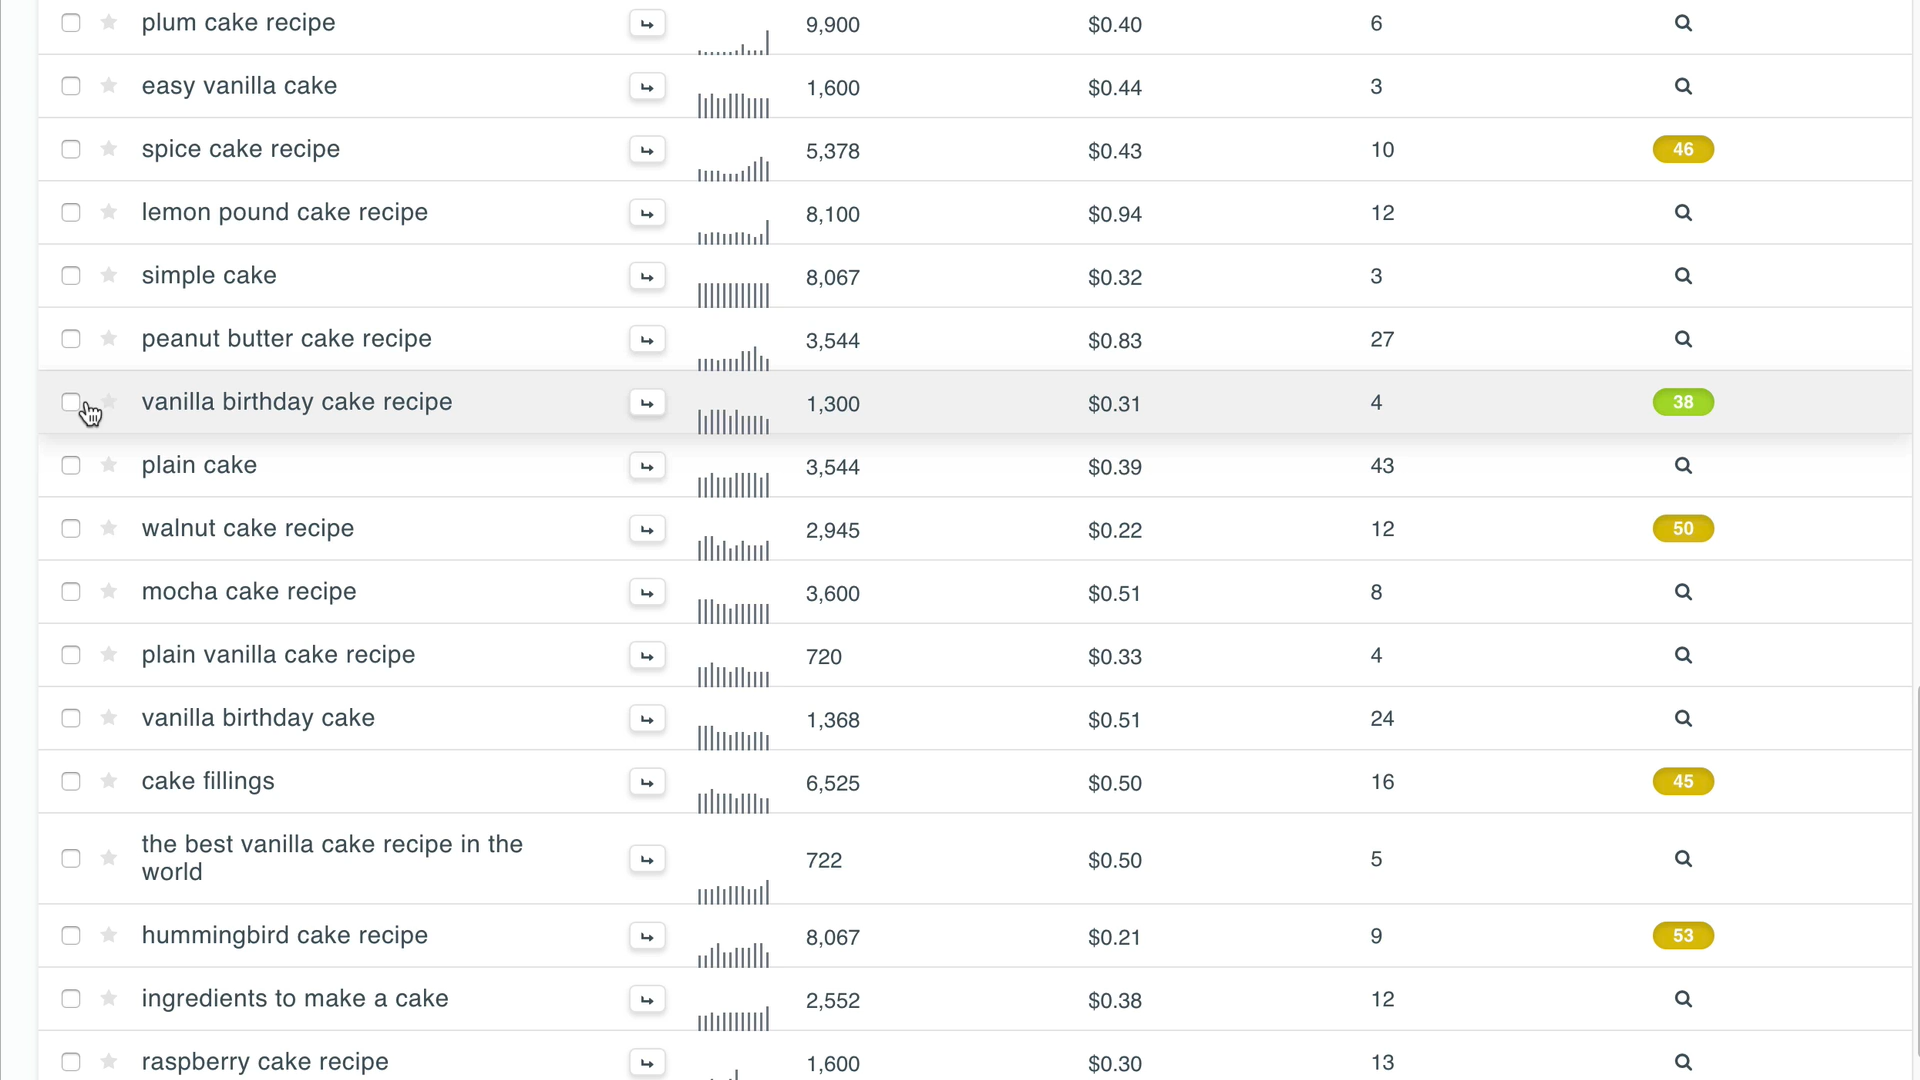 plum cake recipe 9,900 $0.40 6
easy vanilla cake 1,600 $0.44 3
spice cake recipe 5,378 $0.43 10 46
lemon pound cake recipe 8,100 $0.94 12
simple cake 8,067 $0.32 3
peanut butter cake recipe 3,544 $0.83 27
vanilla birthday cake recipe 1,300 $0.31 4 38
plain cake 3,544 $0.39 43
walnut cake recipe 2,945 $0.22 12 50
mocha cake recipe 3,600 $0.51 8
plain vanilla cake recipe 720 $0.33 4
vanilla birthday cake 1,368 $0.51 24
cake fillings 6,525 $0.50 16 45
the best vanilla cake recipe in the
world 722 $0.50 5
hummingbird cake recipe 8,067 $0.21 9 53
ingredients to make a cake 2,552 $0.38 12
raspberry cake recipe 1,600 $0.30 13